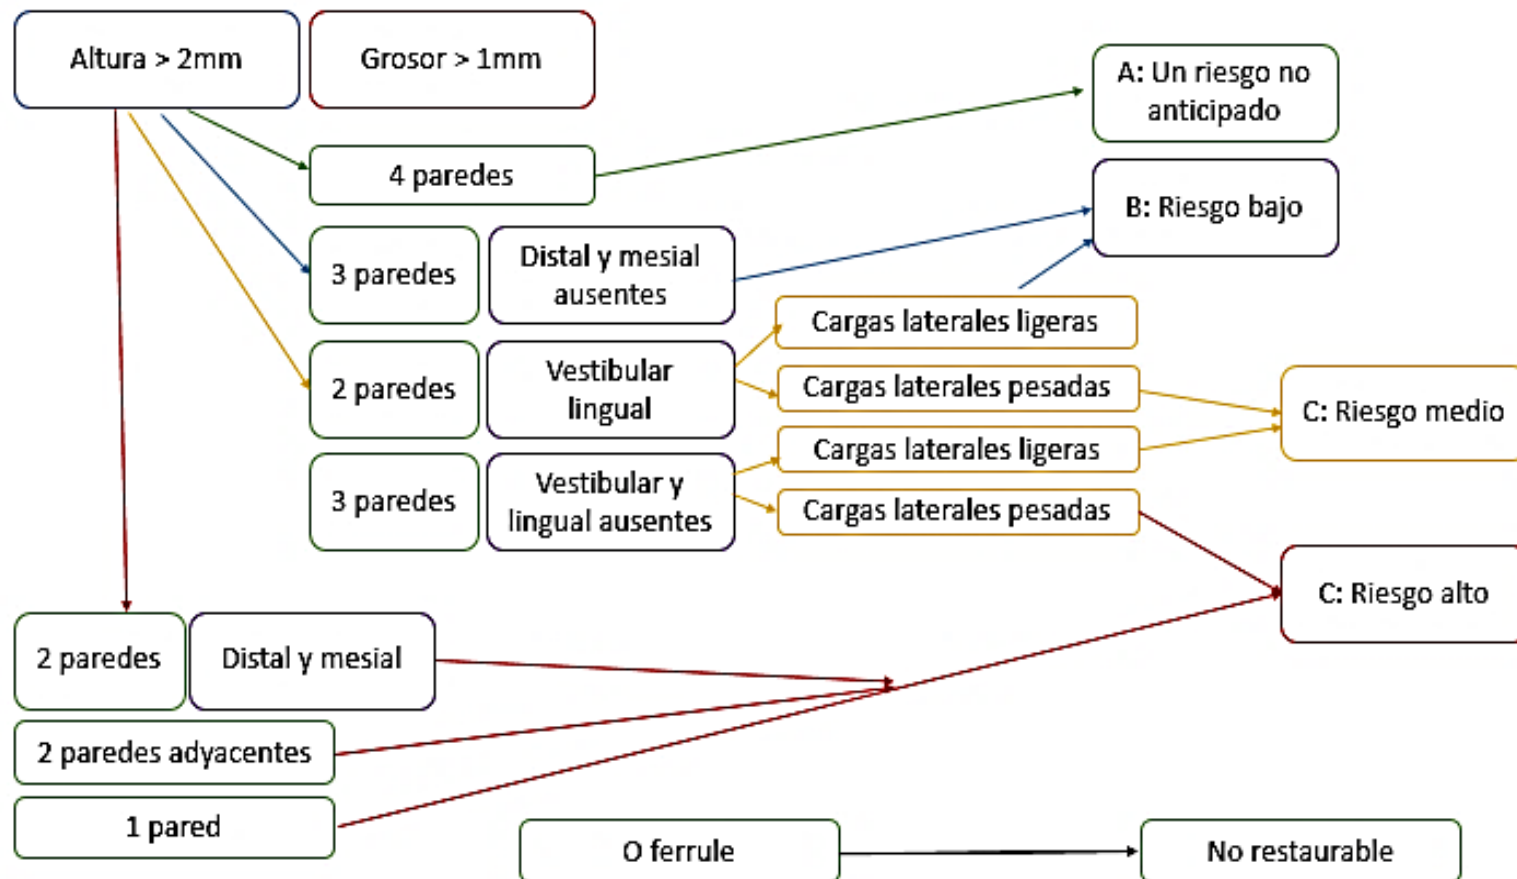 Altura > 2mm
Grosor > 1mm
A: Un riesgo no
anticipado
4 paredes
B: Riesgo bajo
3 paredes
Distal y mesial
ausentes
Cargas laterales ligeras
2 paredes
Vestibular
lingual
Cargas laterales pesadas
C: Riesgo medio
Cargas laterales ligeras
3 paredes
Vestibular y
lingual ausentes
Cargas laterales pesadas
C: Riesgo alto
2 paredes
Distal y mesial
2 paredes adyacentes
1 pared
O ferrule
No restaurable